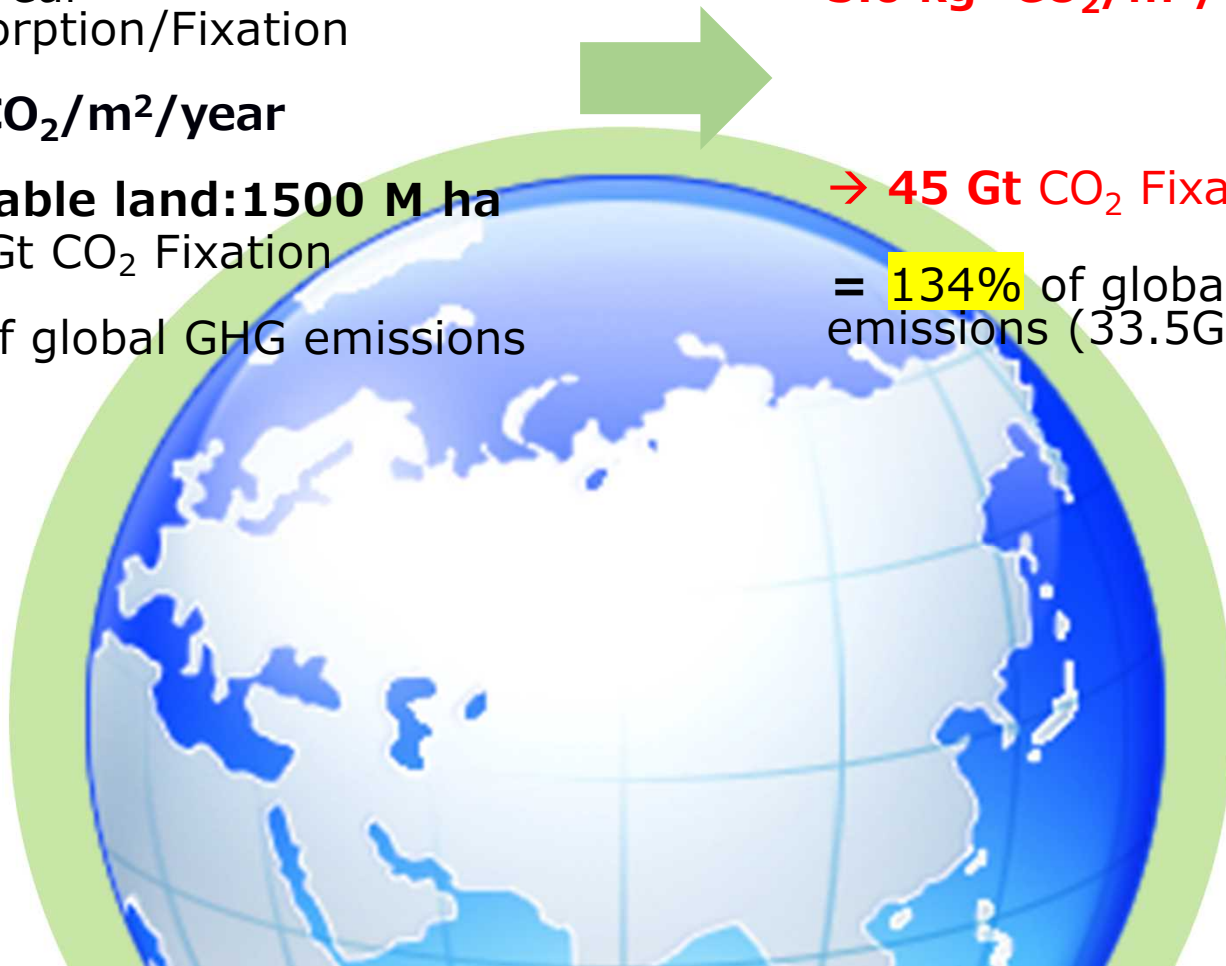 orption/Fixation
CO₂/m²/year
able land:1500 M ha
Gt CO₂ Fixation
f global GHG emissions
→ 45 Gt CO₂ Fixa
= 134% of globa
emissions (33.5G